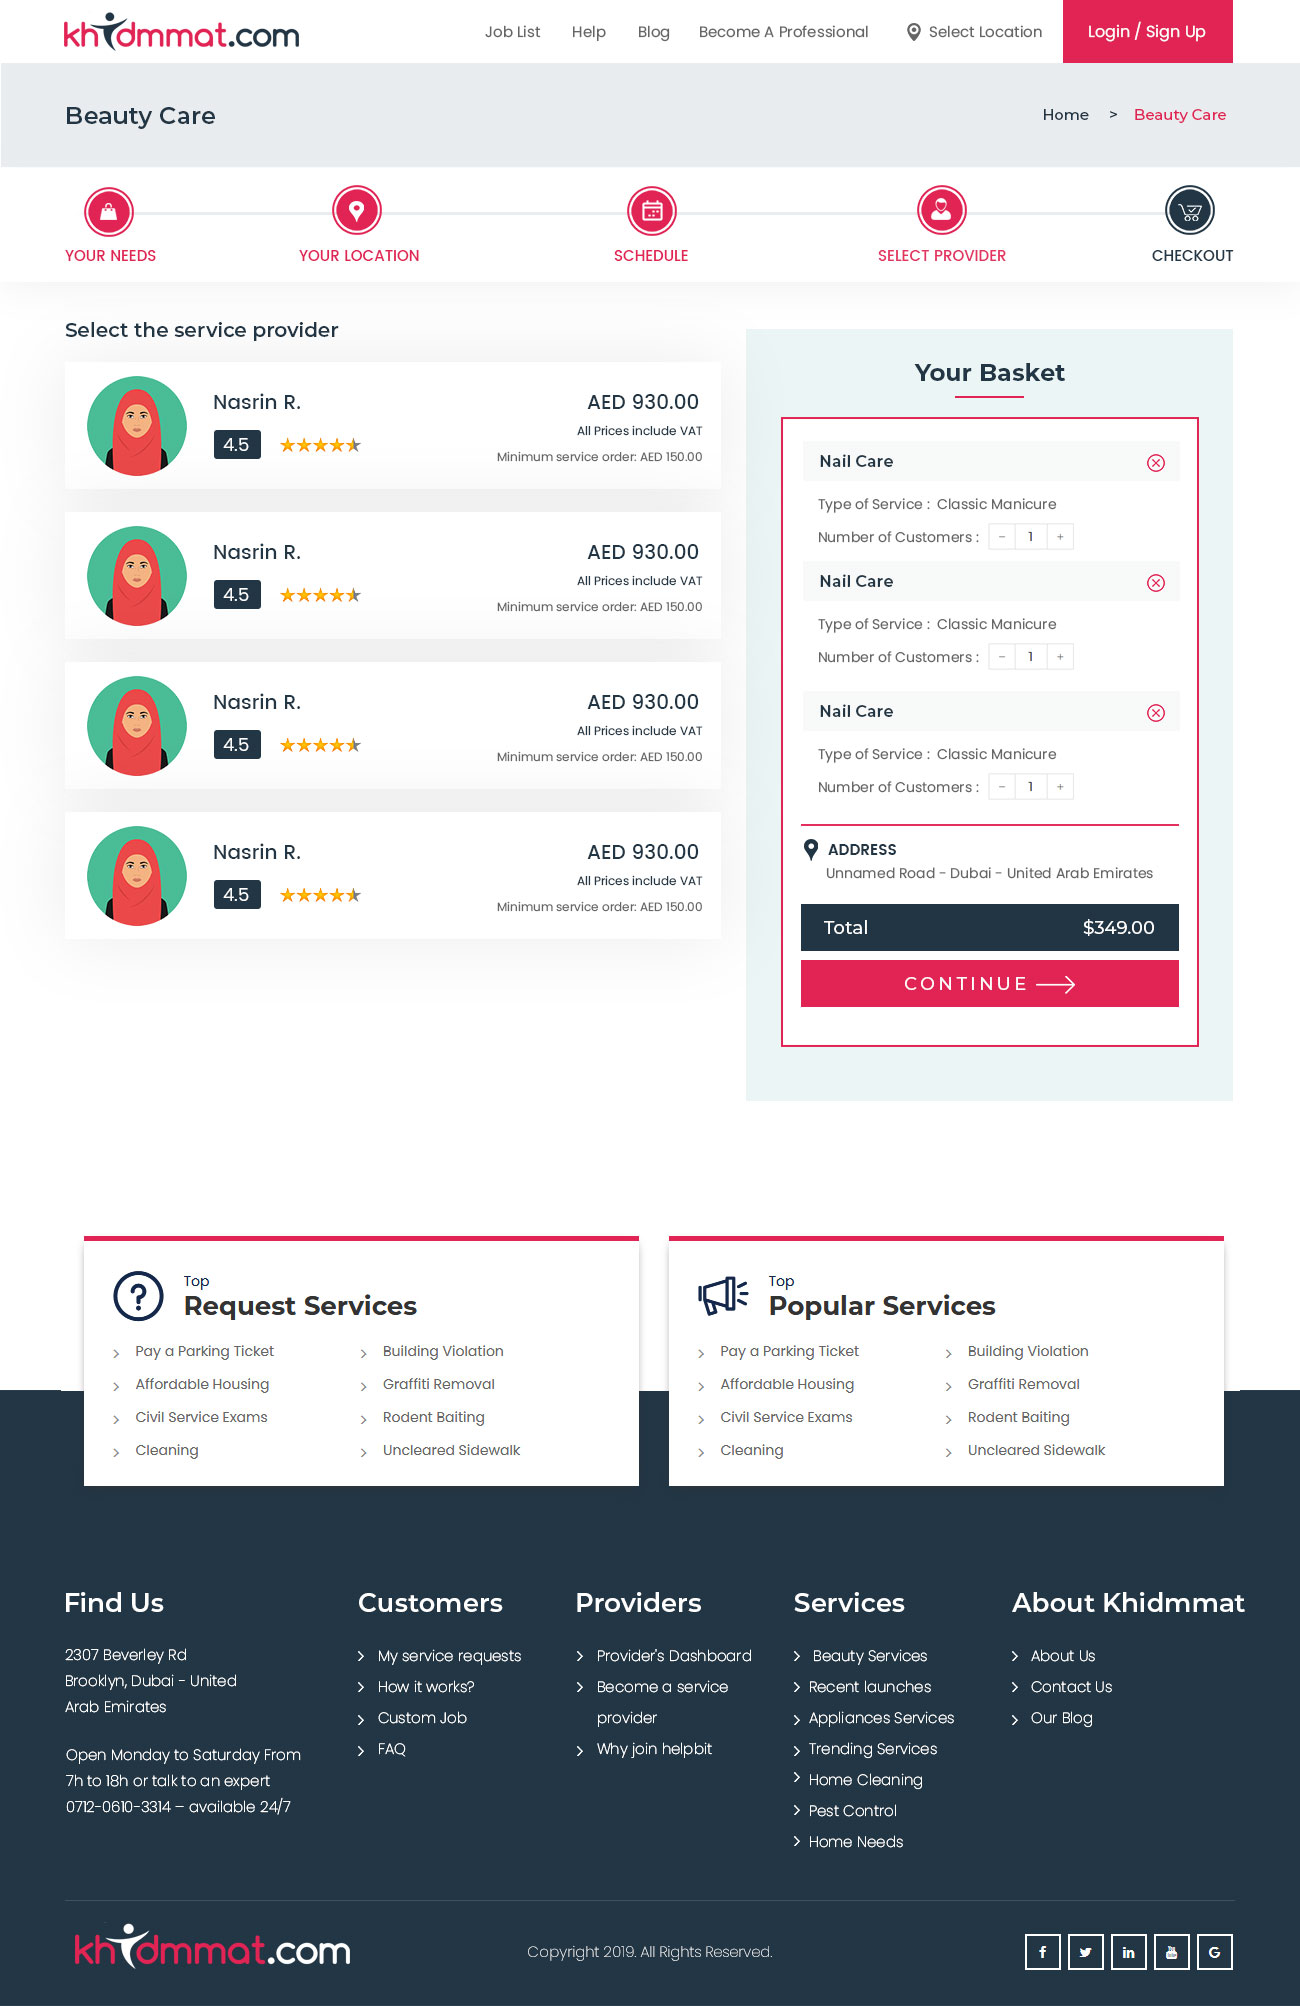 khidmmat.com
Job List Help Blog Become A Professional Select Location Login / Sign Up
Beauty Care
Home > Beauty Care
YOUR NEEDS YOUR LOCATION SCHEDULE SELECT PROVIDER CHECKOUT
Select the service provider
Nasrin R. AED 930.00
All Prices include VAT
4.5
Minimum service order: AED 150.00
Nasrin R. AED 930.00
All Prices include VAT
4.5
Minimum service order: AED 150.00
Nasrin R. AED 930.00
All Prices include VAT
4.5
Minimum service order: AED 150.00
Nasrin R. AED 930.00
All Prices include VAT
4.5
Minimum service order: AED 150.00
Your Basket
Nail Care
Type of Service : Classic Manicure
Number of Customers : - 1 +
Nail Care
Type of Service : Classic Manicure
Number of Customers : - 1 +
Nail Care
Type of Service : Classic Manicure
Number of Customers : - 1 +
ADDRESS
Unnamed Road - Dubai - United Arab Emirates
Total $349.00
CONTINUE
Top
Request Services
Pay a Parking Ticket Building Violation
Affordable Housing Graffiti Removal
Civil Service Exams Rodent Baiting
Cleaning Uncleared Sidewalk
Top
Popular Services
Pay a Parking Ticket Building Violation
Affordable Housing Graffiti Removal
Civil Service Exams Rodent Baiting
Cleaning Uncleared Sidewalk
Find Us
2307 Beverley Rd
Brooklyn, Dubai - United
Arab Emirates
Open Monday to Saturday From
7h to 18h or talk to an expert
0712-0610-3314 – available 24/7
Customers
My service requests
How it works?
Custom Job
FAQ
Providers
Provider's Dashboard
Become a service
provider
Why join helpbit
Services
Beauty Services
Recent launches
Appliances Services
Trending Services
Home Cleaning
Pest Control
Home Needs
About Khidmmat
About Us
Contact Us
Our Blog
khidmmat.com
Copyright 2019. All Rights Reserved.
f in You G